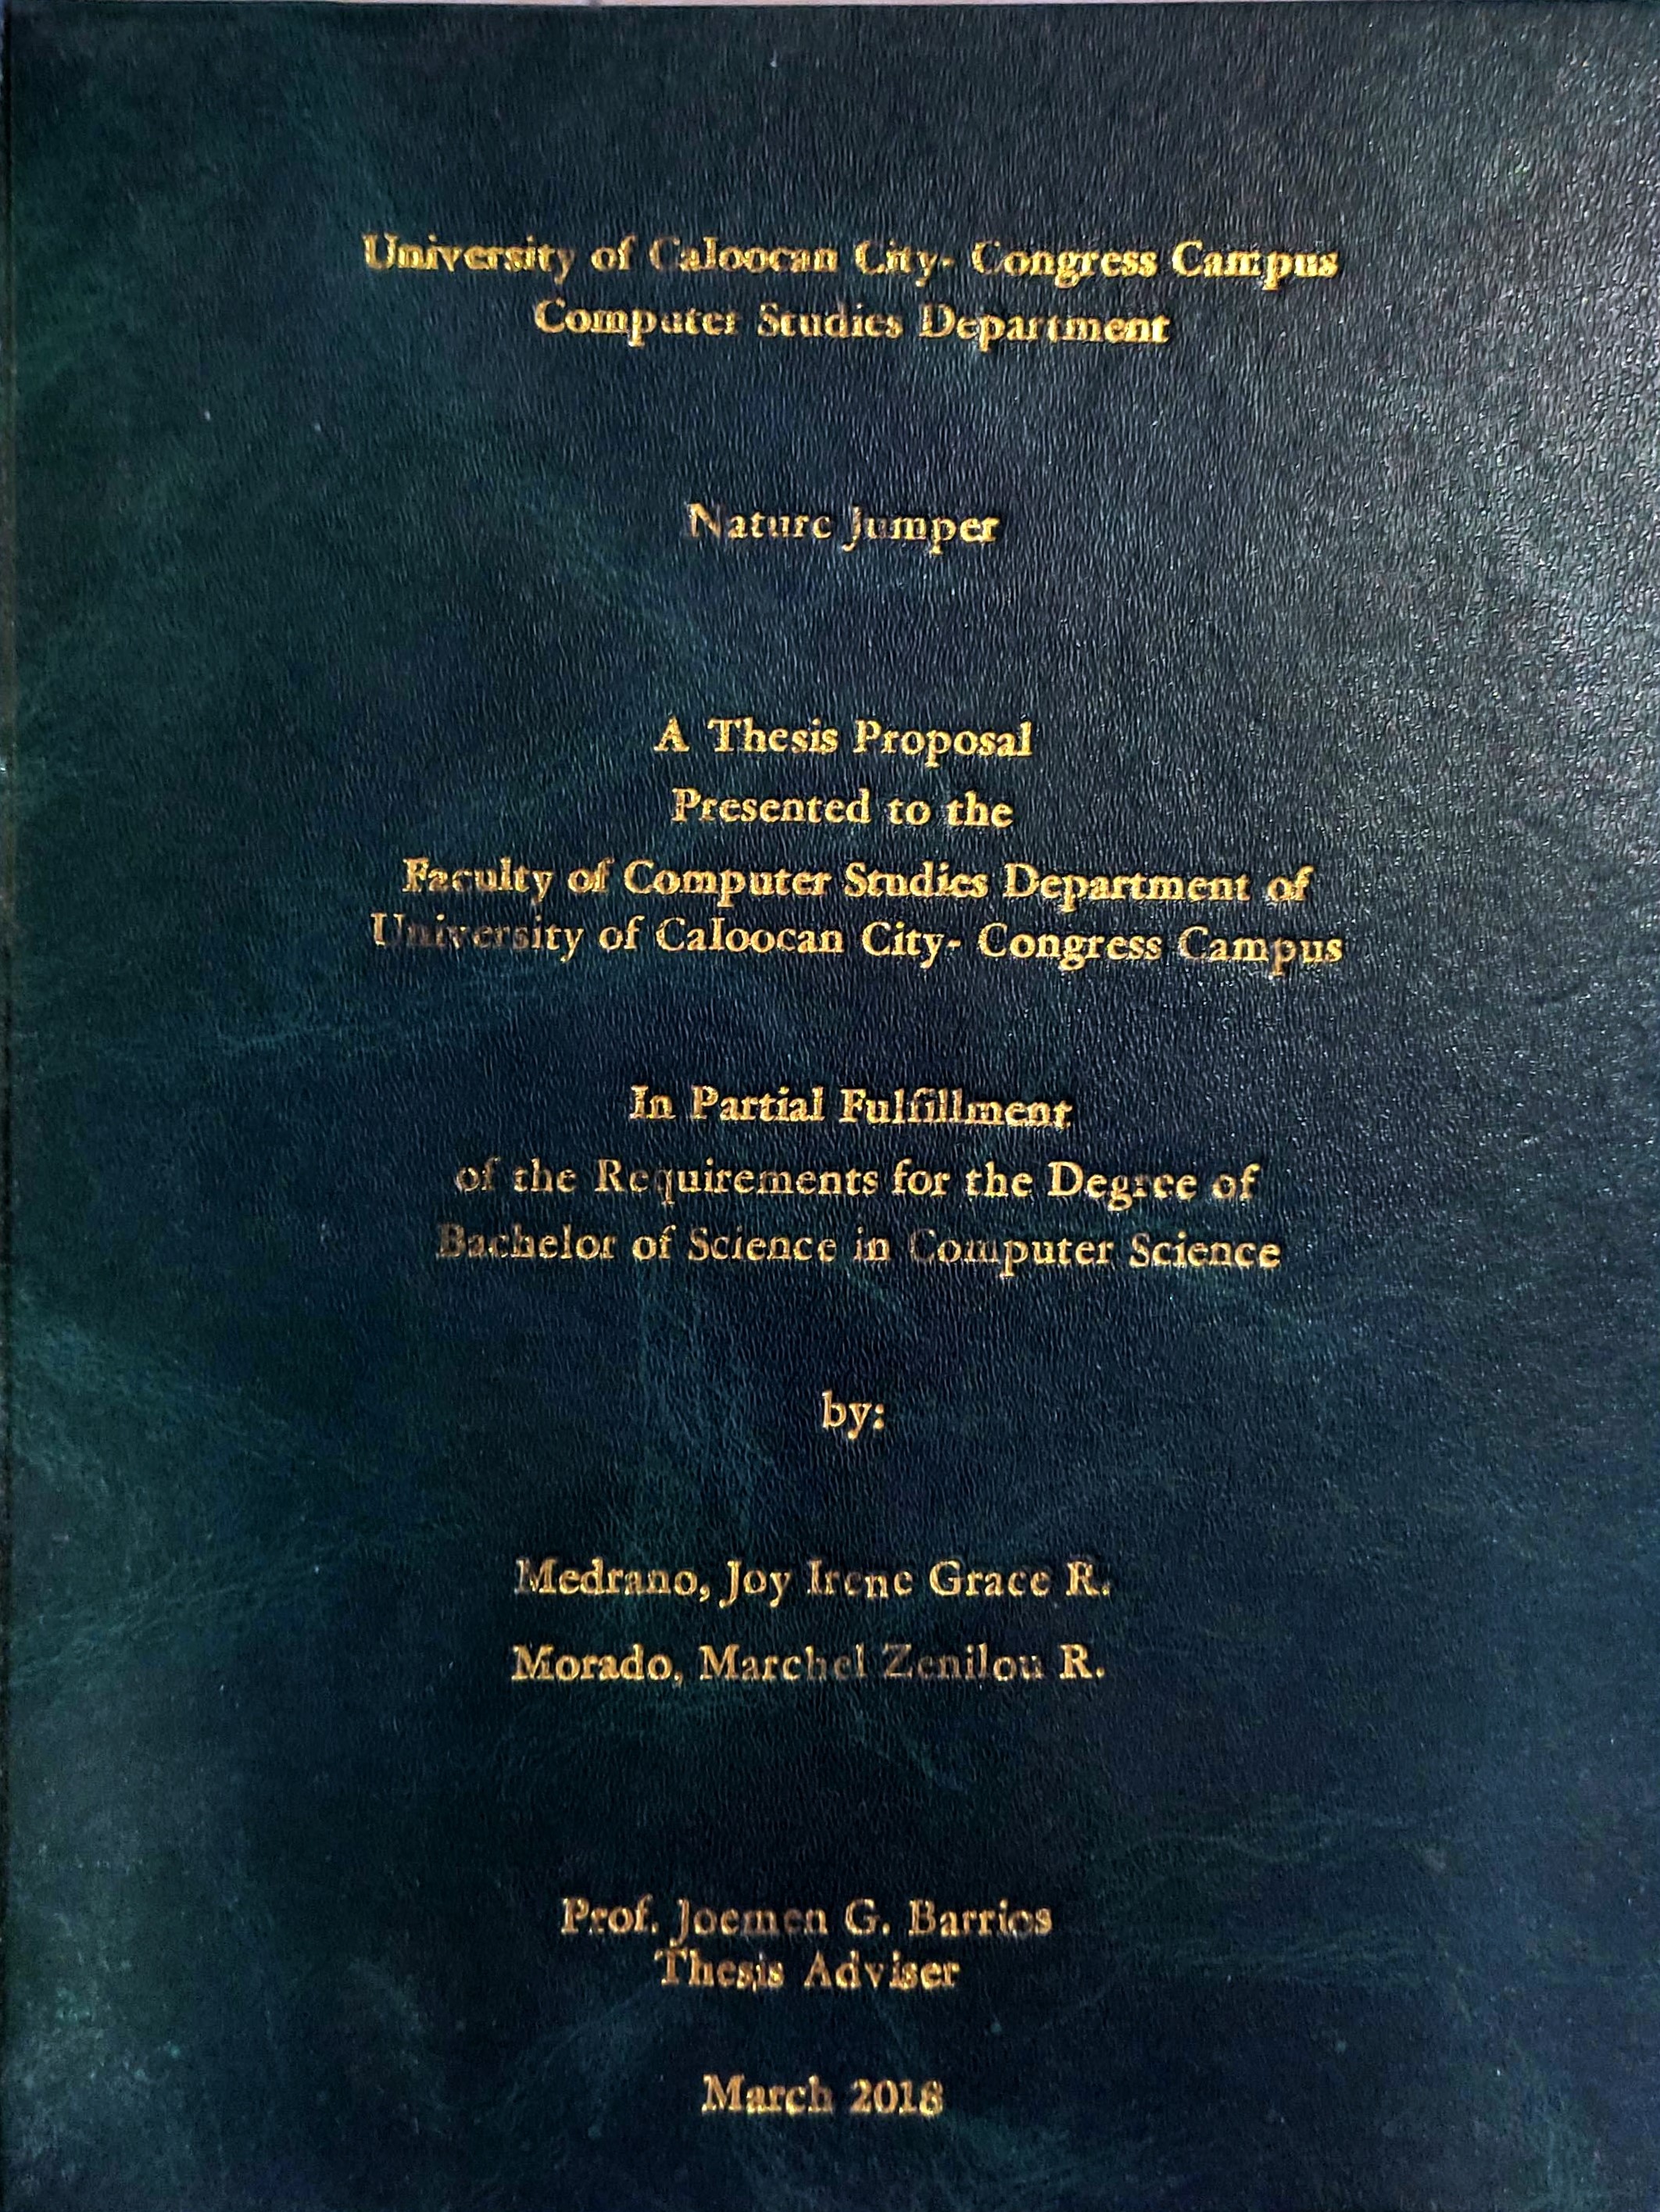 University of Caloocan City- Congress Campus
Computer Studies Department
Nature Jumper
A Thesis Proposal
Presented to the
Faculty of Computer Studies Department of
University of Caloocan City- Congress Campus
In Partial Fulfillment
of the Requirements for the Degree of
Bachelor of Science in Computer Science
by:
Medrano, Joy Irene Grace R.
Morado, Marchel Zenilou R.
Prof. Joemen G. Barrios
Thesis Adviser
March 2018